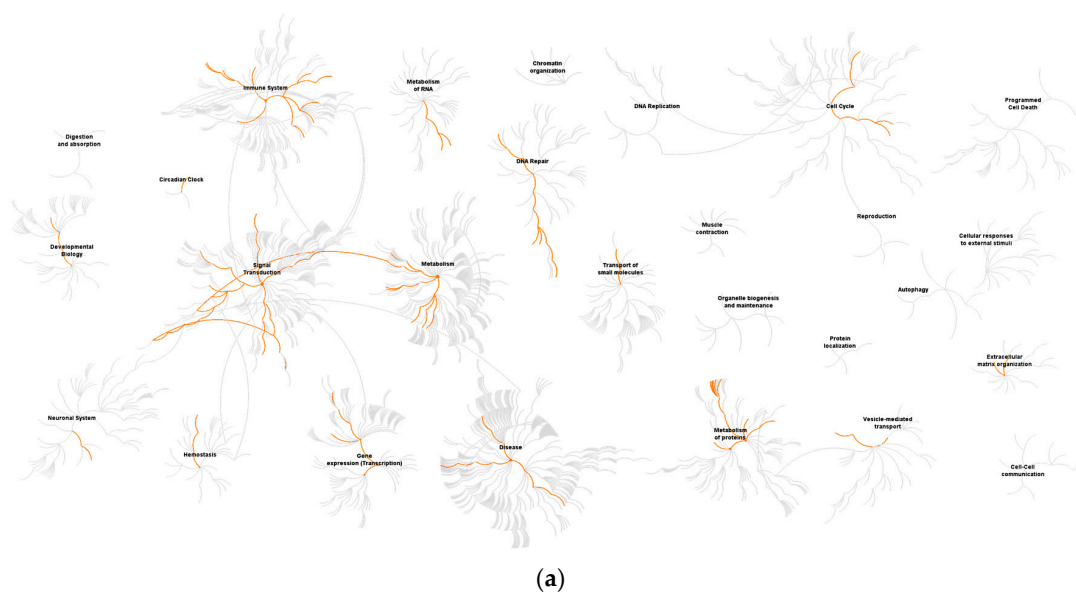 Immune System
Metabolism
of RNA
Chromatin
organization
DNA Replication
Cell Cycle
Programmed
Cell Death
Digestion
and absorption
Circadian Clock
DNA Repair
Developmental
Biology
Signal
Transduction
Metabolism
Transport of
small molecules
Muscle
contraction
Reproduction
Cellular responses
to external stimuli
Organelle biogenesis
and maintenance
Autophagy
Protein
localization
Extracellular
matrix organization
Neuronal System
Hemostasis
Gene
expression (Transcription)
Disease
Metabolism
of proteins
Vesicle-mediated
transport
Cell-Cell
communication
(a)